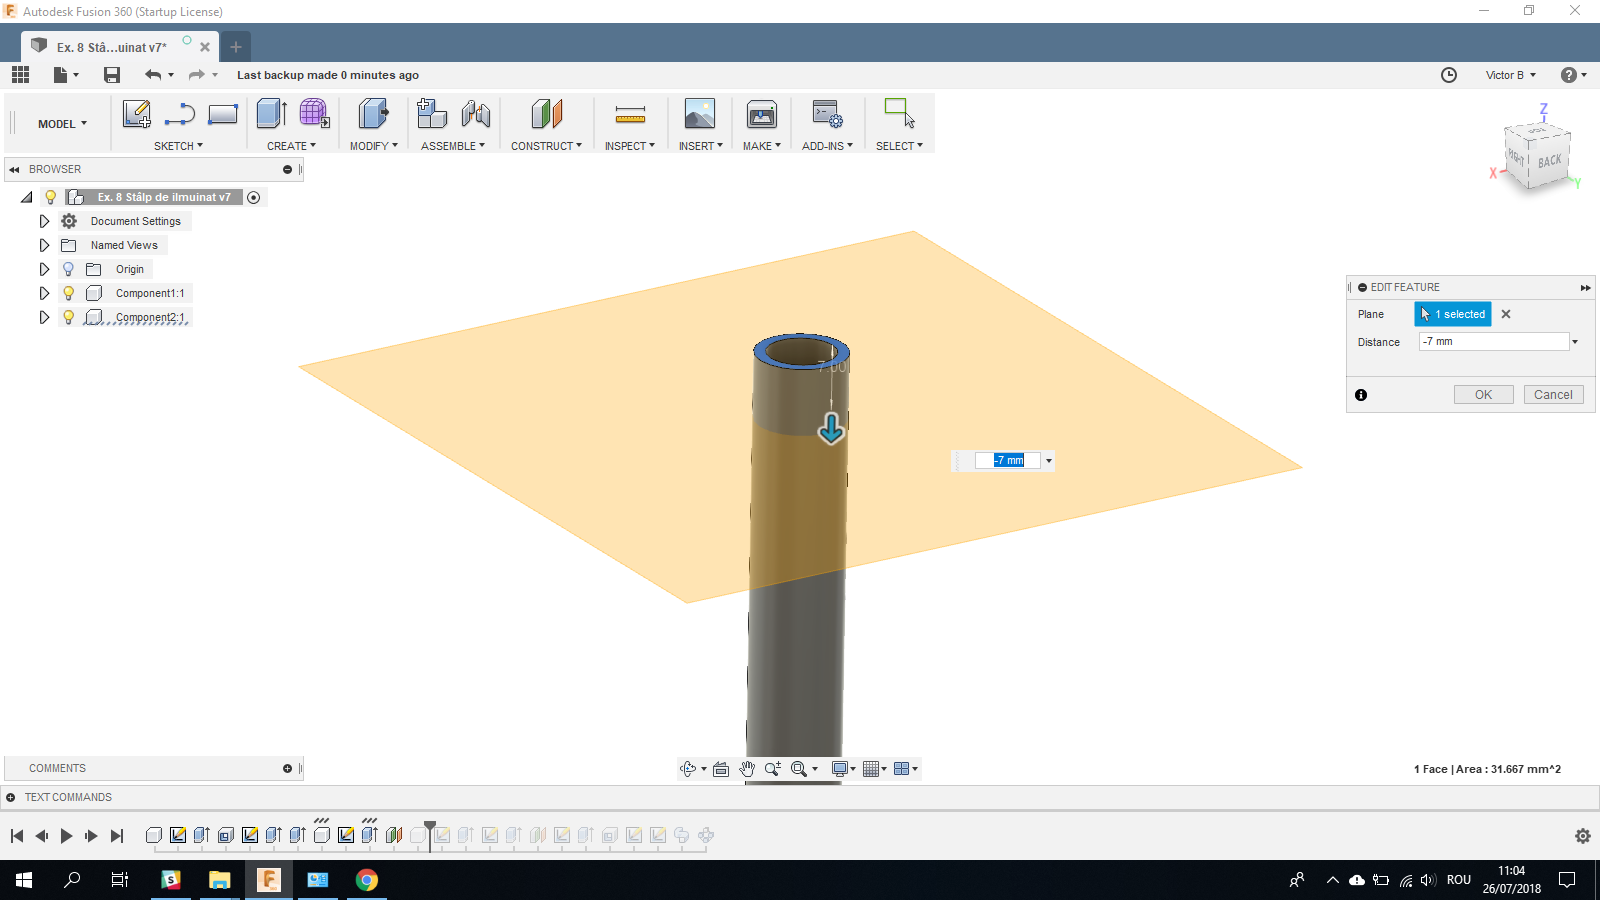 Autodesk Fusion 360 (Startup License)
Ex. 8 Stâ...uinat v7*
Last backup made 0 minutes ago
Victor B
MODEL
SKETCH
CREATE
MODIFY
ASSEMBLE
CONSTRUCT
INSPECT
INSERT
MAKE
ADD-INS
SELECT
Z
X
Y
RIGHT
BACK
BROWSER
Ex. 8 Stâlp de ilmuinat v7
Document Settings
Named Views
Origin
Component1:1
Component2:1
EDIT FEATURE
Plane
1 selected
Distance
-7 mm
OK
Cancel
7.00
-7 mm
COMMENTS
1 Face | Area : 31.667 mm^2
TEXT COMMANDS
ROU
11:04
26/07/2018